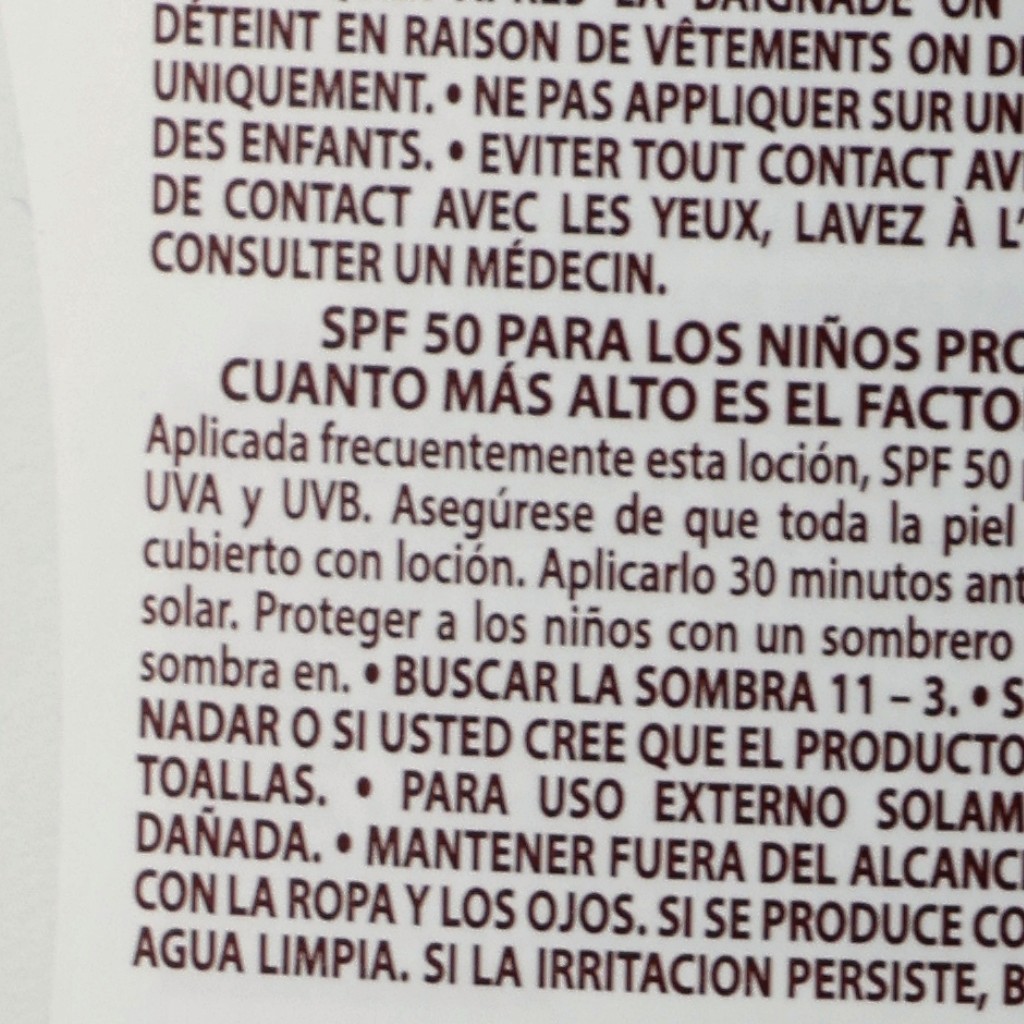 LA BAIGNADE ON
DÉTEINT EN RAISON DE VÊTEMENTS ON
UNIQUEMENT. • NE PAS APPLIQUER SUR UN
DES ENFANTS. • EVITER TOUT CONTACT
DE CONTACT AVEC LES YEUX, LAVEZ À L'
CONSULTER UN MÉDECIN.
SPF 50 PARA LOS NIÑOS
CUANTO MÁS ALTO ES EL
Aplicada frecuentemente esta loción, SPF 50
UVA y UVB. Asegúrese de que toda la piel
cubierto con loción. Aplicarlo 30 minutos
solar. Proteger a los niños con un sombrero
sombra en. • BUSCAR LA SOMBRA 11 – 3. •
NADAR O SI USTED CREE QUE EL PRODUCTO
TOALLAS. • PARA USO EXTERNO
DAÑADA. • MANTENER FUERA DEL
CON LA ROPA Y LOS OJOS. SI SE PRODUCE
AGUA LIMPIA. SI LA IRRITACION PERSISTE,